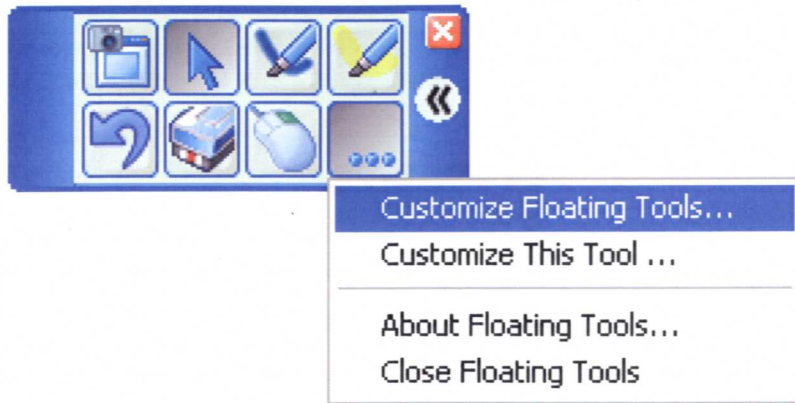 Customize Floating Tools...
Customize This Tool ...
About Floating Tools...
Close Floating Tools